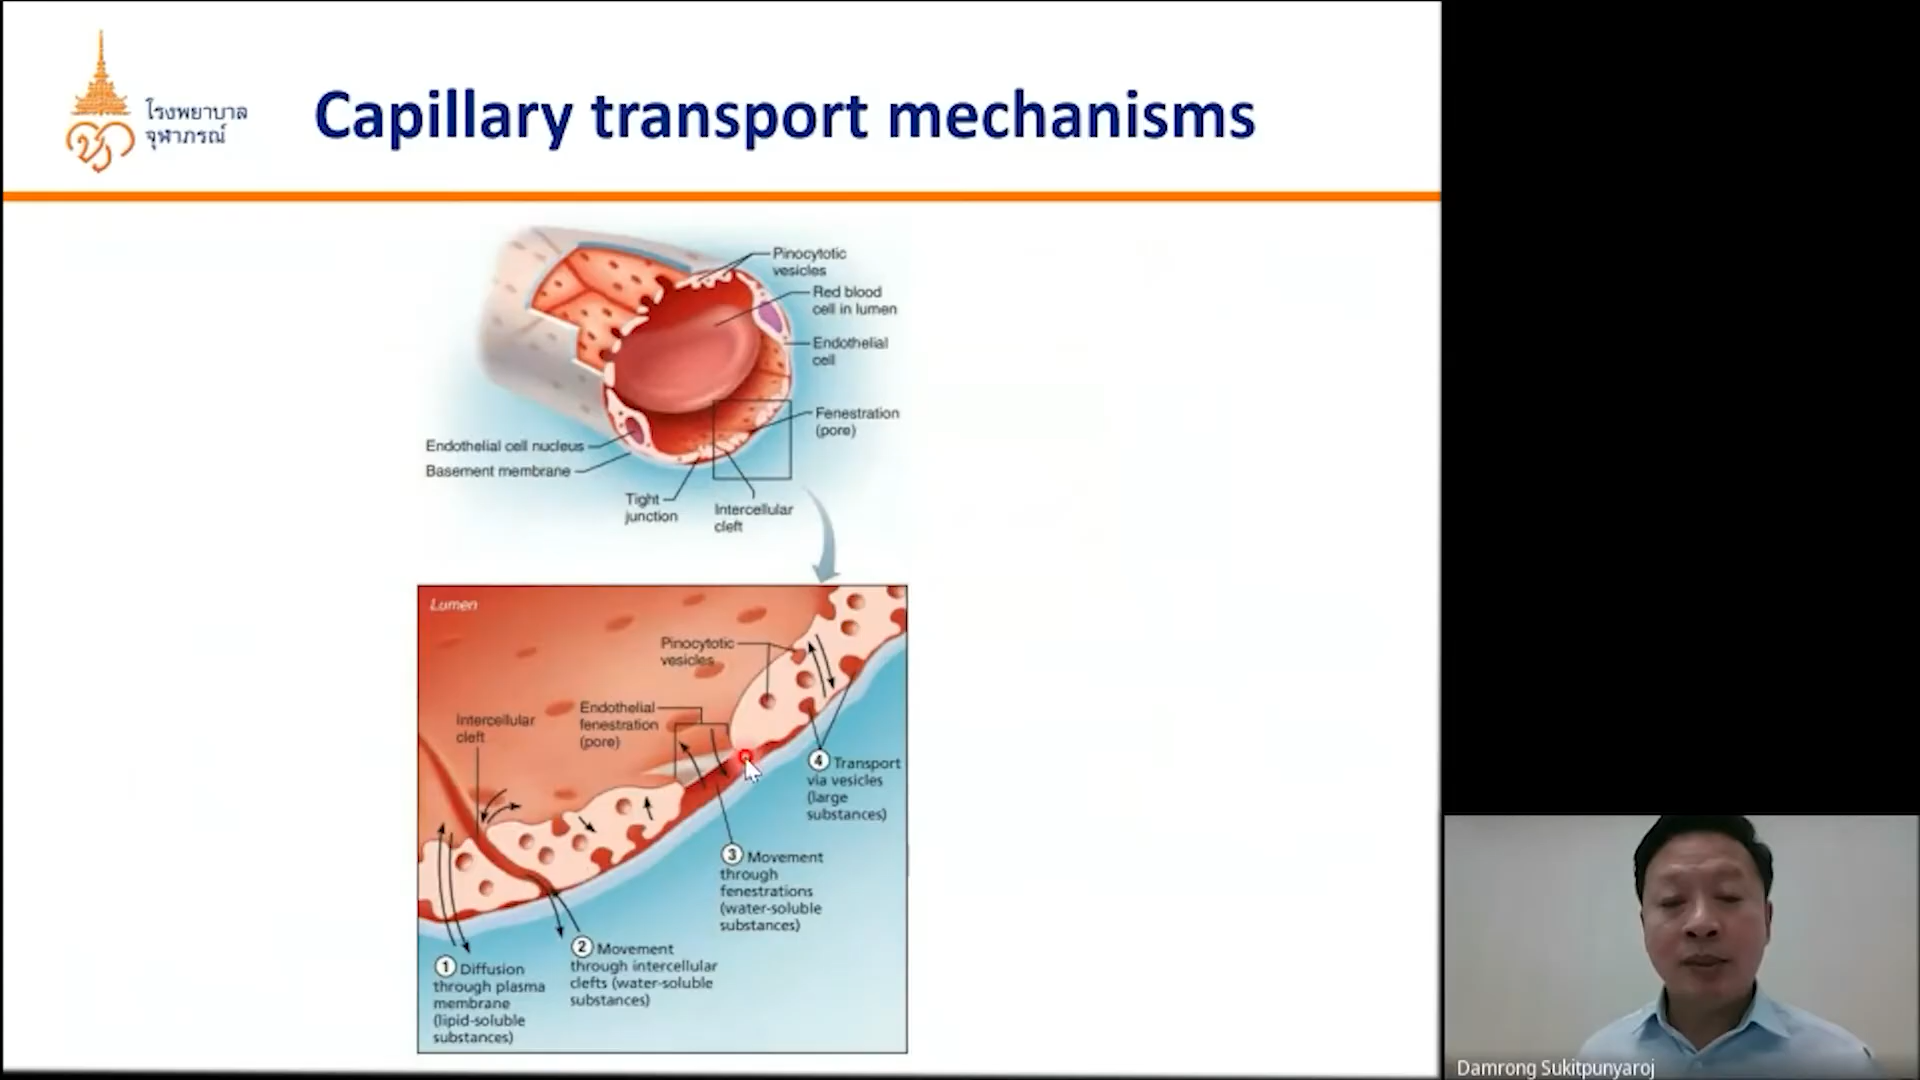 โรงพยาบาล
จุฬาภรณ์
Capillary transport mechanisms
Pinocytotic
vesicles
Red blood
cell in lumen
Endothelial
cell
Fenestration
(pore)
Endothelial cell nucleus
Basement membrane
Tight
junction
Intercellular
cleft
Lumen
Pinocytotic
vesicles
Endothelial
fenestration
(pore)
Intercellular
cleft
4 Transport
via vesicles
(large
substances)
3 Movement
through
fenestrations
(water-soluble
substances)
2 Movement
through intercellular
clefts (water-soluble
substances)
1 Diffusion
through plasma
membrane
(lipid-soluble
substances)
Damrong Sukitpunyaroj